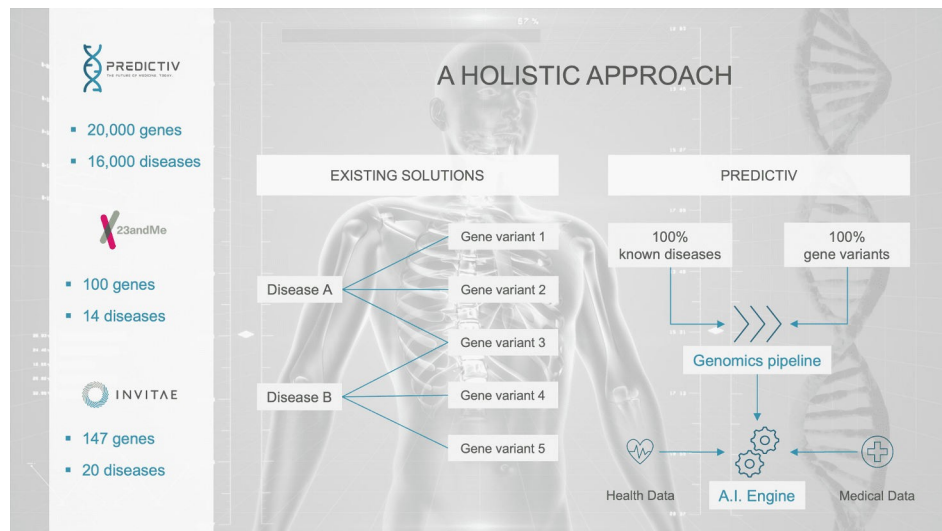 PREDICTIV
THE FUTURE OF MEDICINE. TODAY.
20,000 genes
16,000 diseases
23andMe
100 genes
14 diseases
INVITAE
147 genes
20 diseases
A HOLISTIC APPROACH
EXISTING SOLUTIONS
Disease A
Disease B
Gene variant 1
Gene variant 2
Gene variant 3
Gene variant 4
Gene variant 5
PREDICTIV
100%
known diseases
100%
gene variants
Genomics pipeline
Health Data
A.I. Engine
Medical Data